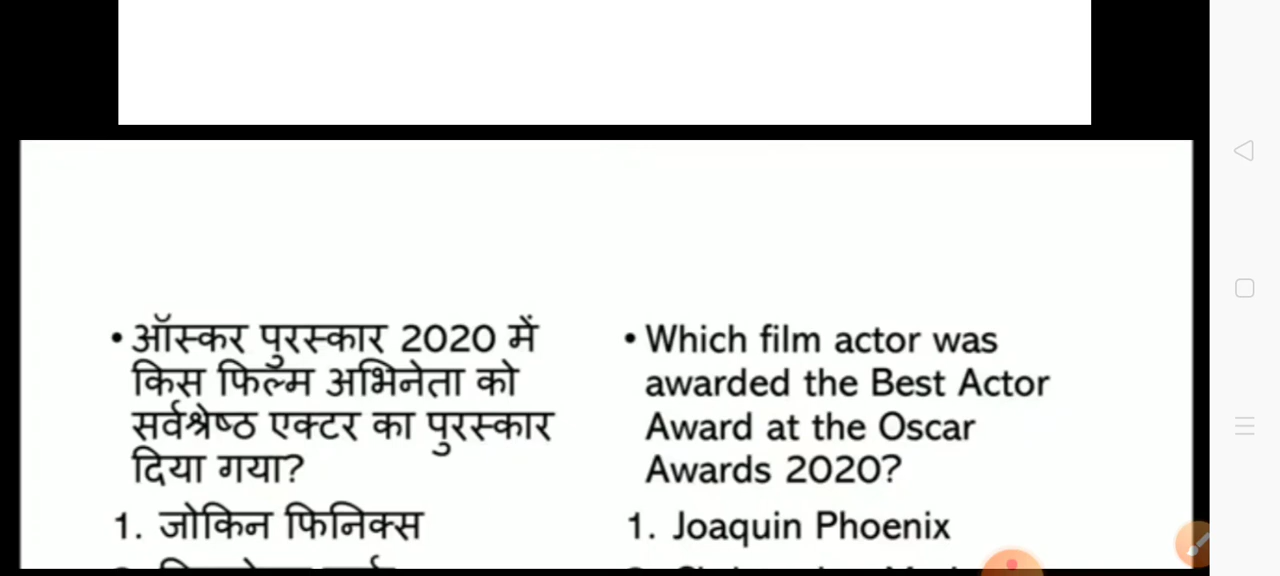 • ऑस्कर पुरस्कार 2020 में
किस फिल्म अभिनेता को
सर्वश्रेष्ठ एक्टर का पुरस्कार
दिया गया?
1. जोकिन फिनिक्स
• Which film actor was
awarded the Best Actor
Award at the Oscar
Awards 2020?
1. Joaquin Phoenix